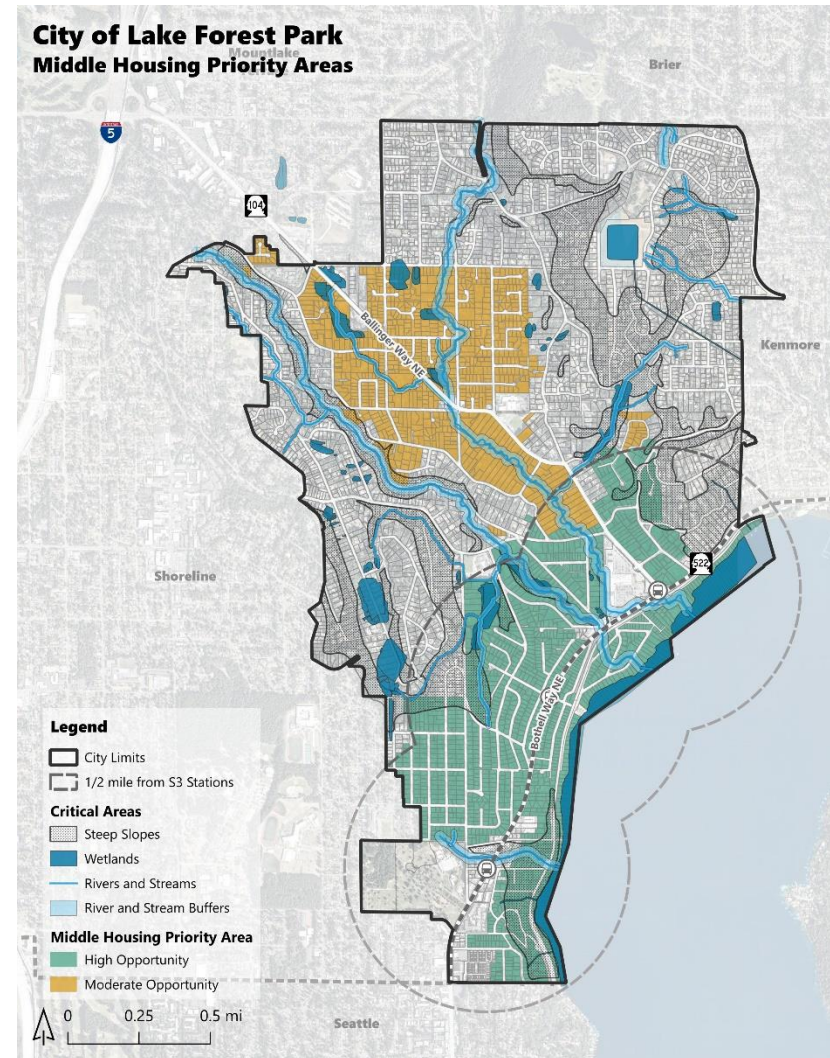 City of Lake Forest Park
Middle Housing Priority Areas
Mountlake
Brier
5
104
Ballinger Way NE
Kenmore
Shoreline
522
Bothell Way NE
Legend
City Limits
1/2 mile from S3 Stations
Critical Areas
Steep Slopes
Wetlands
Rivers and Streams
River and Stream Buffers
Middle Housing Priority Area
High Opportunity
Moderate Opportunity
0 0.25 0.5 mi
Seattle